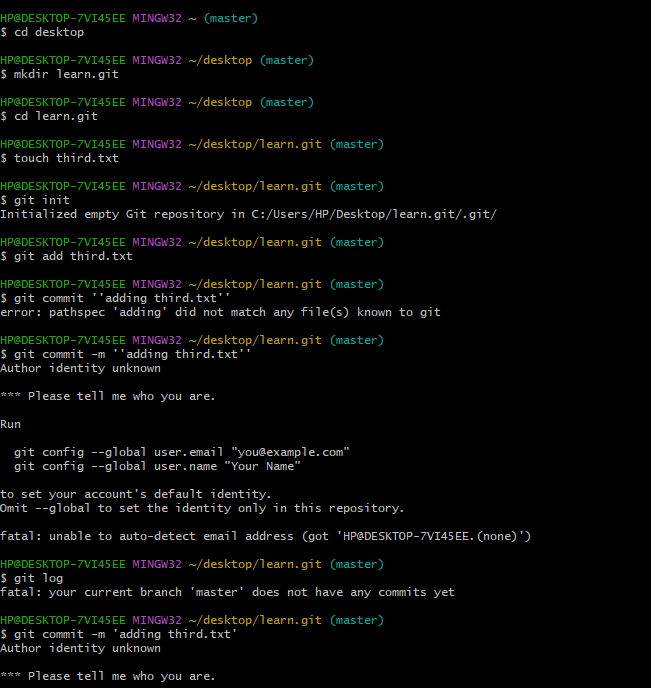 HP@DESKTOP-7VI45EE MINGW32 ~ (master)
$ cd desktop
HP@DESKTOP-7VI45EE MINGW32 ~/desktop (master)
$ mkdir learn.git
HP@DESKTOP-7VI45EE MINGW32 ~/desktop (master)
$ cd learn.git
HP@DESKTOP-7VI45EE MINGW32 ~/desktop/learn.git (master)
$ touch third.txt
HP@DESKTOP-7VI45EE MINGW32 ~/desktop/learn.git (master)
$ git init
Initialized empty Git repository in C:/Users/HP/Desktop/learn.git/.git/
HP@DESKTOP-7VI45EE MINGW32 ~/desktop/learn.git (master)
$ git add third.txt
HP@DESKTOP-7VI45EE MINGW32 ~/desktop/learn.git (master)
$ git commit ''adding third.txt''
error: pathspec 'adding' did not match any file(s) known to git
HP@DESKTOP-7VI45EE MINGW32 ~/desktop/learn.git (master)
$ git commit -m ''adding third.txt''
Author identity unknown
*** Please tell me who you are.
Run
git config --global user.email "you@example.com"
git config --global user.name "Your Name"
to set your account's default identity.
Omit --global to set the identity only in this repository.
fatal: unable to auto-detect email address (got 'HP@DESKTOP-7VI45EE.(none)')
HP@DESKTOP-7VI45EE MINGW32 ~/desktop/learn.git (master)
$ git log
fatal: your current branch 'master' does not have any commits yet
HP@DESKTOP-7VI45EE MINGW32 ~/desktop/learn.git (master)
$ git commit -m 'adding third.txt'
Author identity unknown
*** Please tell me who you are.